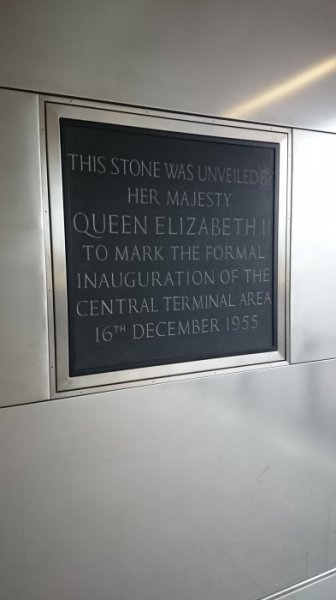 THIS STONE WAS UNVEILED BY
HER MAJESTY
QUEEN ELIZABETH II
TO MARK THE FORMAL
INAUGURATION OF THE
CENTRAL TERMINAL AREA
16TH DECEMBER 1955